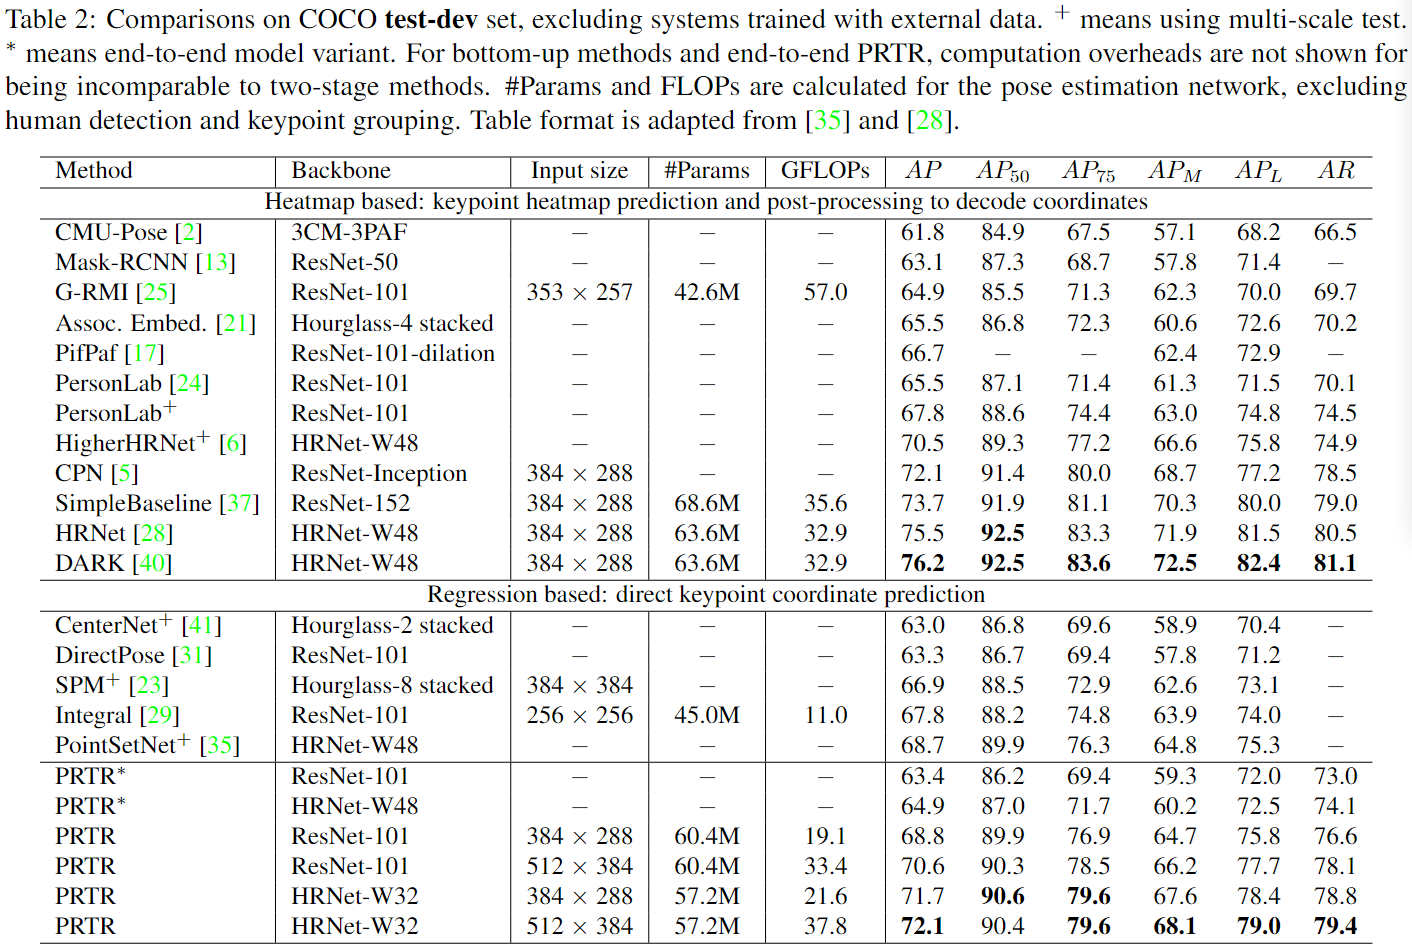 Table 2: Comparisons on COCO test-dev set, excluding systems trained with external data. + means using multi-scale test.
* means end-to-end model variant. For bottom-up methods and end-to-end PRTR, computation overheads are not shown for
being incomparable to two-stage methods. #Params and FLOPs are calculated for the pose estimation network, excluding
human detection and keypoint grouping. Table format is adapted from [35] and [28].
Method Backbone Input size #Params GFLOPs AP AP50 AP75 APM APL AR
Heatmap based: keypoint heatmap prediction and post-processing to decode coordinates
CMU-Pose [2] 3CM-3PAF − − − 61.8 84.9 67.5 57.1 68.2 66.5
Mask-RCNN [13] ResNet-50 − − − 63.1 87.3 68.7 57.8 71.4 −
G-RMI [25] ResNet-101 353 × 257 42.6M 57.0 64.9 85.5 71.3 62.3 70.0 69.7
Assoc. Embed. [21] Hourglass-4 stacked − − − 65.5 86.8 72.3 60.6 72.6 70.2
PifPaf [17] ResNet-101-dilation − − − 66.7 − − 62.4 72.9 −
PersonLab [24] ResNet-101 − − − 65.5 87.1 71.4 61.3 71.5 70.1
PersonLab+ ResNet-101 − − − 67.8 88.6 74.4 63.0 74.8 74.5
HigherHRNet+ [6] HRNet-W48 − − − 70.5 89.3 77.2 66.6 75.8 74.9
CPN [5] ResNet-Inception 384 × 288 − − 72.1 91.4 80.0 68.7 77.2 78.5
SimpleBaseline [37] ResNet-152 384 × 288 68.6M 35.6 73.7 91.9 81.1 70.3 80.0 79.0
HRNet [28] HRNet-W48 384 × 288 63.6M 32.9 75.5 92.5 83.3 71.9 81.5 80.5
DARK [40] HRNet-W48 384 × 288 63.6M 32.9 76.2 92.5 83.6 72.5 82.4 81.1
Regression based: direct keypoint coordinate prediction
CenterNet+ [41] Hourglass-2 stacked − − − 63.0 86.8 69.6 58.9 70.4 −
DirectPose [31] ResNet-101 − − − 63.3 86.7 69.4 57.8 71.2 −
SPM+ [23] Hourglass-8 stacked 384 × 384 − − 66.9 88.5 72.9 62.6 73.1 −
Integral [29] ResNet-101 256 × 256 45.0M 11.0 67.8 88.2 74.8 63.9 74.0 −
PointSetNet+ [35] HRNet-W48 − − − 68.7 89.9 76.3 64.8 75.3 −
PRTR* ResNet-101 − − − 63.4 86.2 69.4 59.3 72.0 73.0
PRTR* HRNet-W48 − − − 64.9 87.0 71.7 60.2 72.5 74.1
PRTR ResNet-101 384 × 288 60.4M 19.1 68.8 89.9 76.9 64.7 75.8 76.6
PRTR ResNet-101 512 × 384 60.4M 33.4 70.6 90.3 78.5 66.2 77.7 78.1
PRTR HRNet-W32 384 × 288 57.2M 21.6 71.7 90.6 79.6 67.6 78.4 78.8
PRTR HRNet-W32 512 × 384 57.2M 37.8 72.1 90.4 79.6 68.1 79.0 79.4